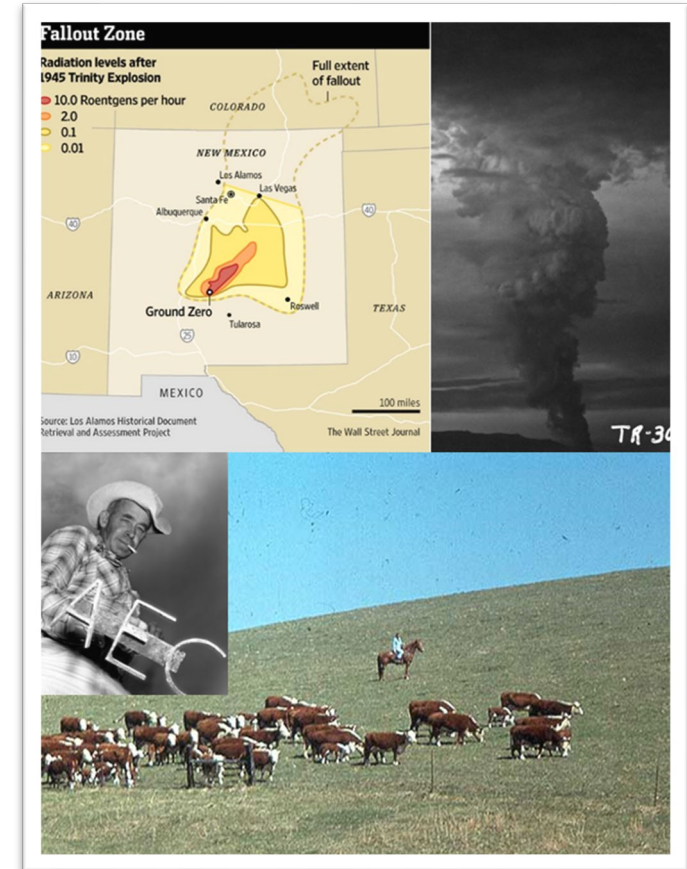 Fallout Zone
Radiation levels after
1945 Trinity Explosion
10.0 Roentgens per hour
2.0
0.1
0.01
Full extent
of fallout
COLORADO
NEW MEXICO
Los Alamos
Santa Fe
Las Vegas
Albuquerque
40
40
ARIZONA
Ground Zero
Roswell
TEXAS
Tularosa
25
10
MEXICO
100 miles
Source: Los Alamos Historical Document
Retrieval and Assessment Project
The Wall Street Journal
TR-30
AEC